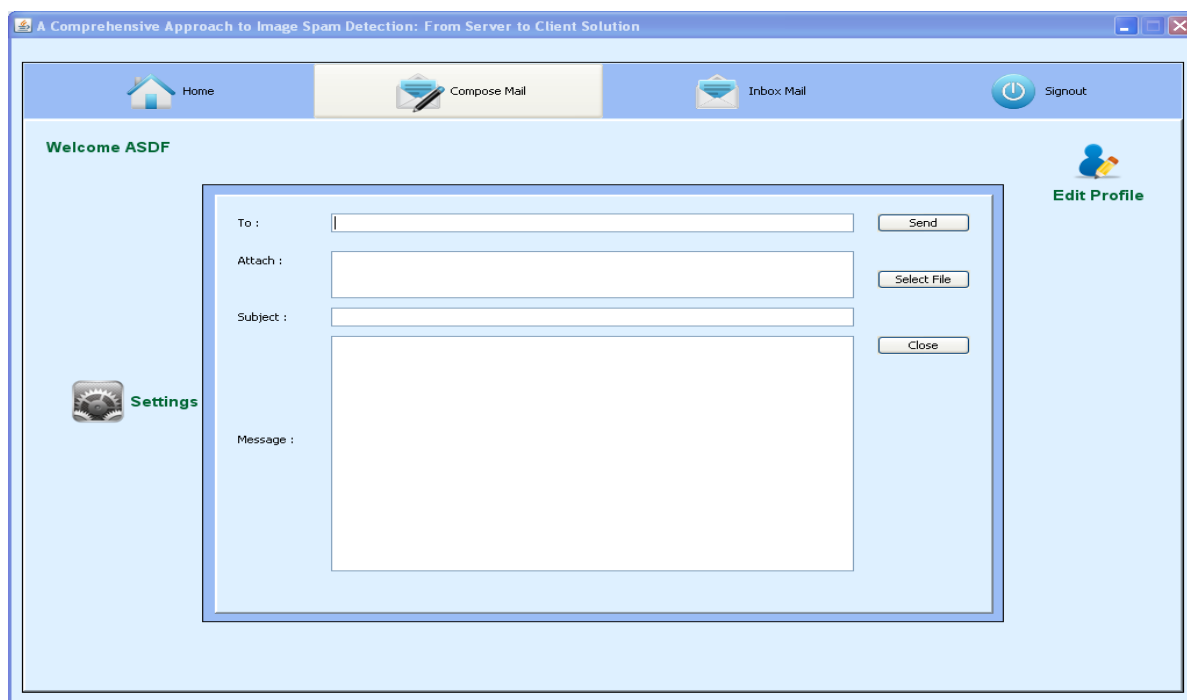 A Comprehensive Approach to Image Spam Detection: From Server to Client Solution
Home
Compose Mail
Inbox Mail
Signout
Welcome ASDF
Edit Profile
To :
Send
Attach :
Select File
Subject :
Close
Settings
Message :